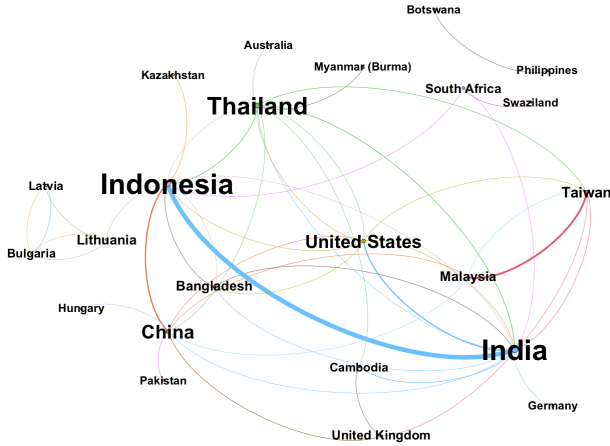 Botswana
Australia
Myanmar (Burma)
Philippines
Kazakhstan
South Africa
Swaziland
Thailand
Latvia
Indonesia
Taiwan
Lithuania
United States
Bulgaria
Malaysia
Bangladesh
Hungary
China
India
Cambodia
Pakistan
Germany
United Kingdom